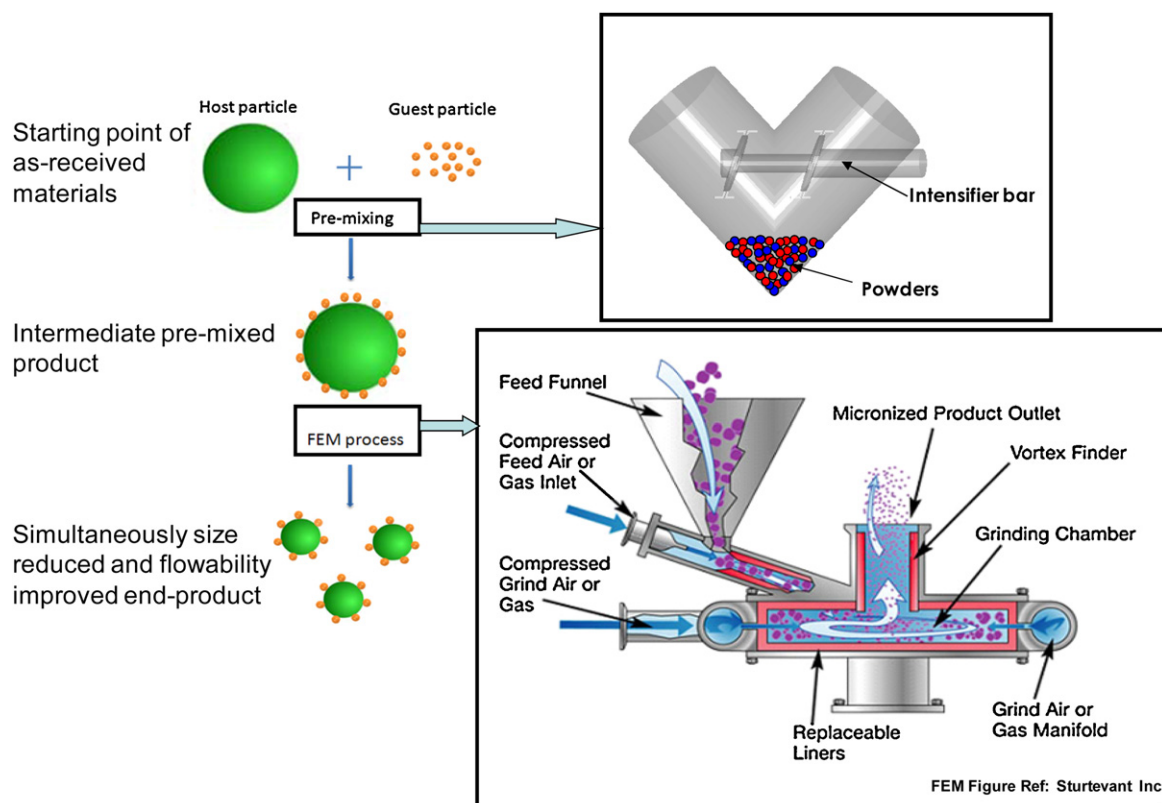 Host particle
Guest particle
Starting point of
as-received
materials
Pre-mixing
Intensifier bar
Powders
Intermediate pre-mixed
product
FEM process
Simultaneously size
reduced and flowability
improved end-product
Feed Funnel
Compressed
Feed Air or
Gas Inlet
Compressed
Grind Air or
Gas
Micronized Product Outlet
Vortex Finder
Grinding Chamber
Replaceable
Liners
Grind Air or
Gas Manifold
FEM Figure Ref: Sturtevant Inc